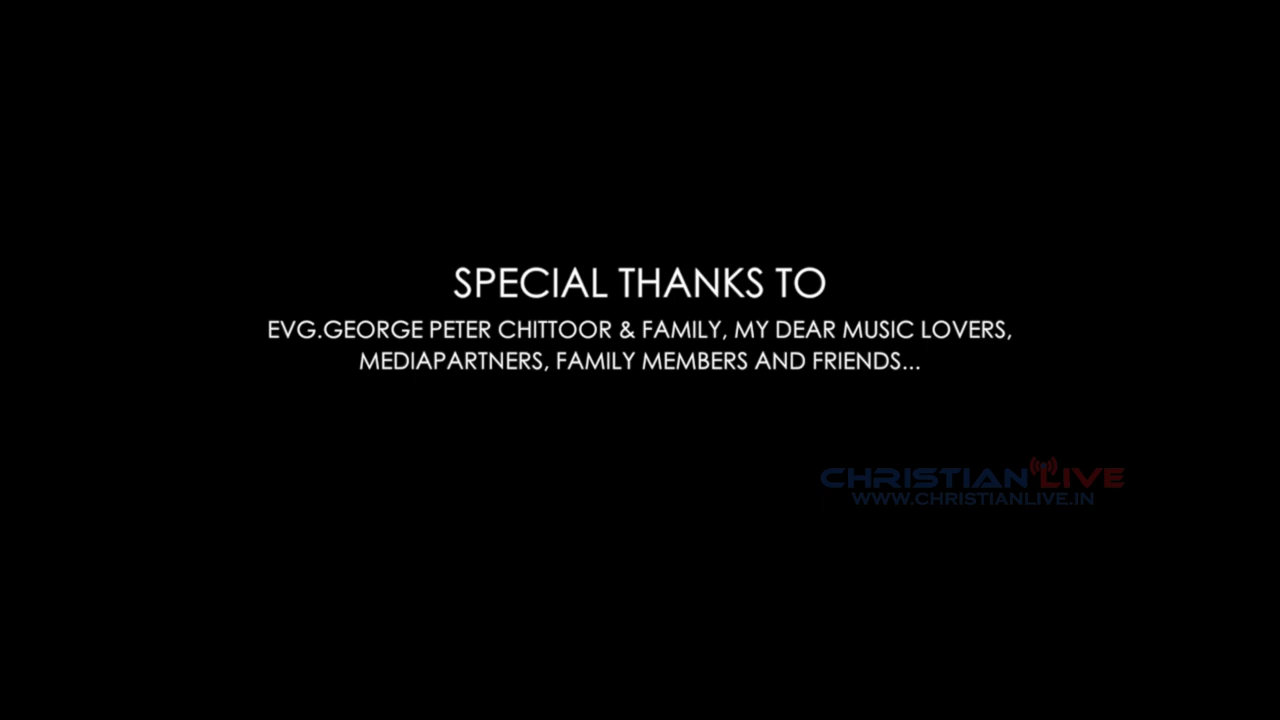 SPECIAL THANKS TO
EVG.GEORGE PETER CHITTOOR & FAMILY, MY DEAR MUSIC LOVERS,
MEDIAPARTNERS, FAMILY MEMBERS AND FRIENDS...
CHRISTIAN LIVE
WWW.CHRISTIANLIVE.IN